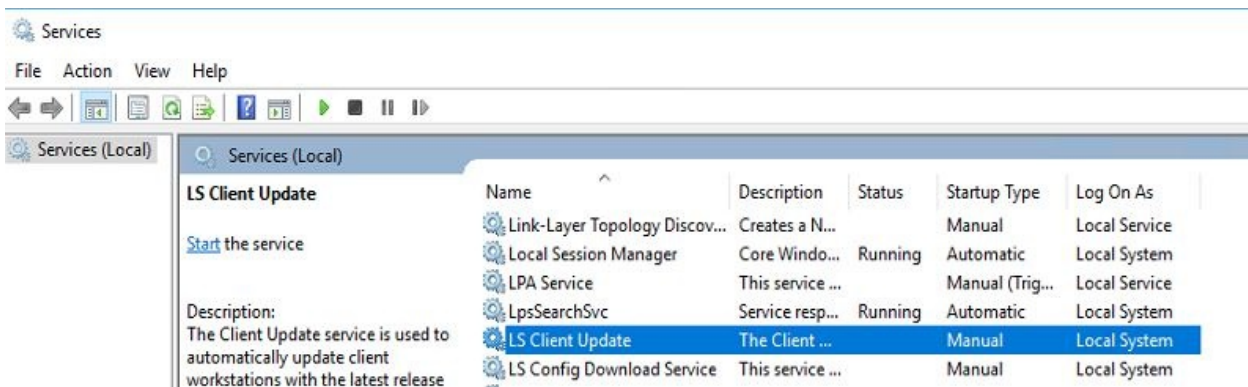 Services
File Action View Help
Services (Local)
Services (Local)
LS Client Update
Start the service
Description:
The Client Update service is used to
automatically update client
workstations with the latest release
Name Description Status Startup Type Log On As
Link-Layer Topology Discov... Creates a N... Manual Local Service
Local Session Manager Core Windo... Running Automatic Local System
LPA Service This service ... Manual (Trig... Local Service
LpsSearchSvc Service resp... Running Automatic Local System
LS Client Update The Client ... Manual Local System
LS Config Download Service This service ... Manual Local System